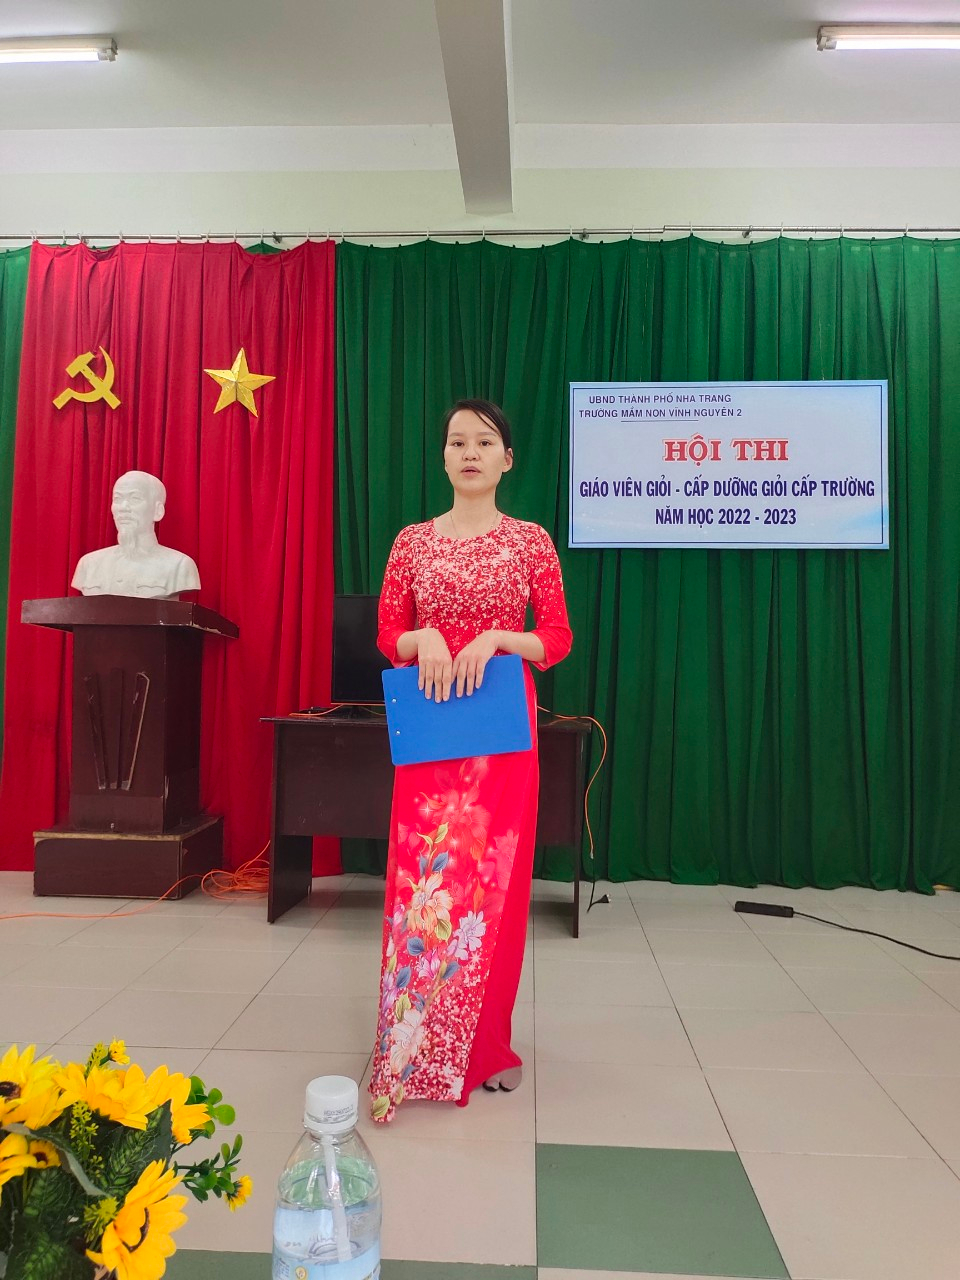 UBND THÀNH PHỐ NHA TRANG
TRƯỜNG MẦM NON VĨNH NGUYÊN 2
HỘI THI
GIÁO VIÊN GIỎI - CẤP DƯỠNG GIỎI CẤP TRƯỜNG
NĂM HỌC 2022 - 2023